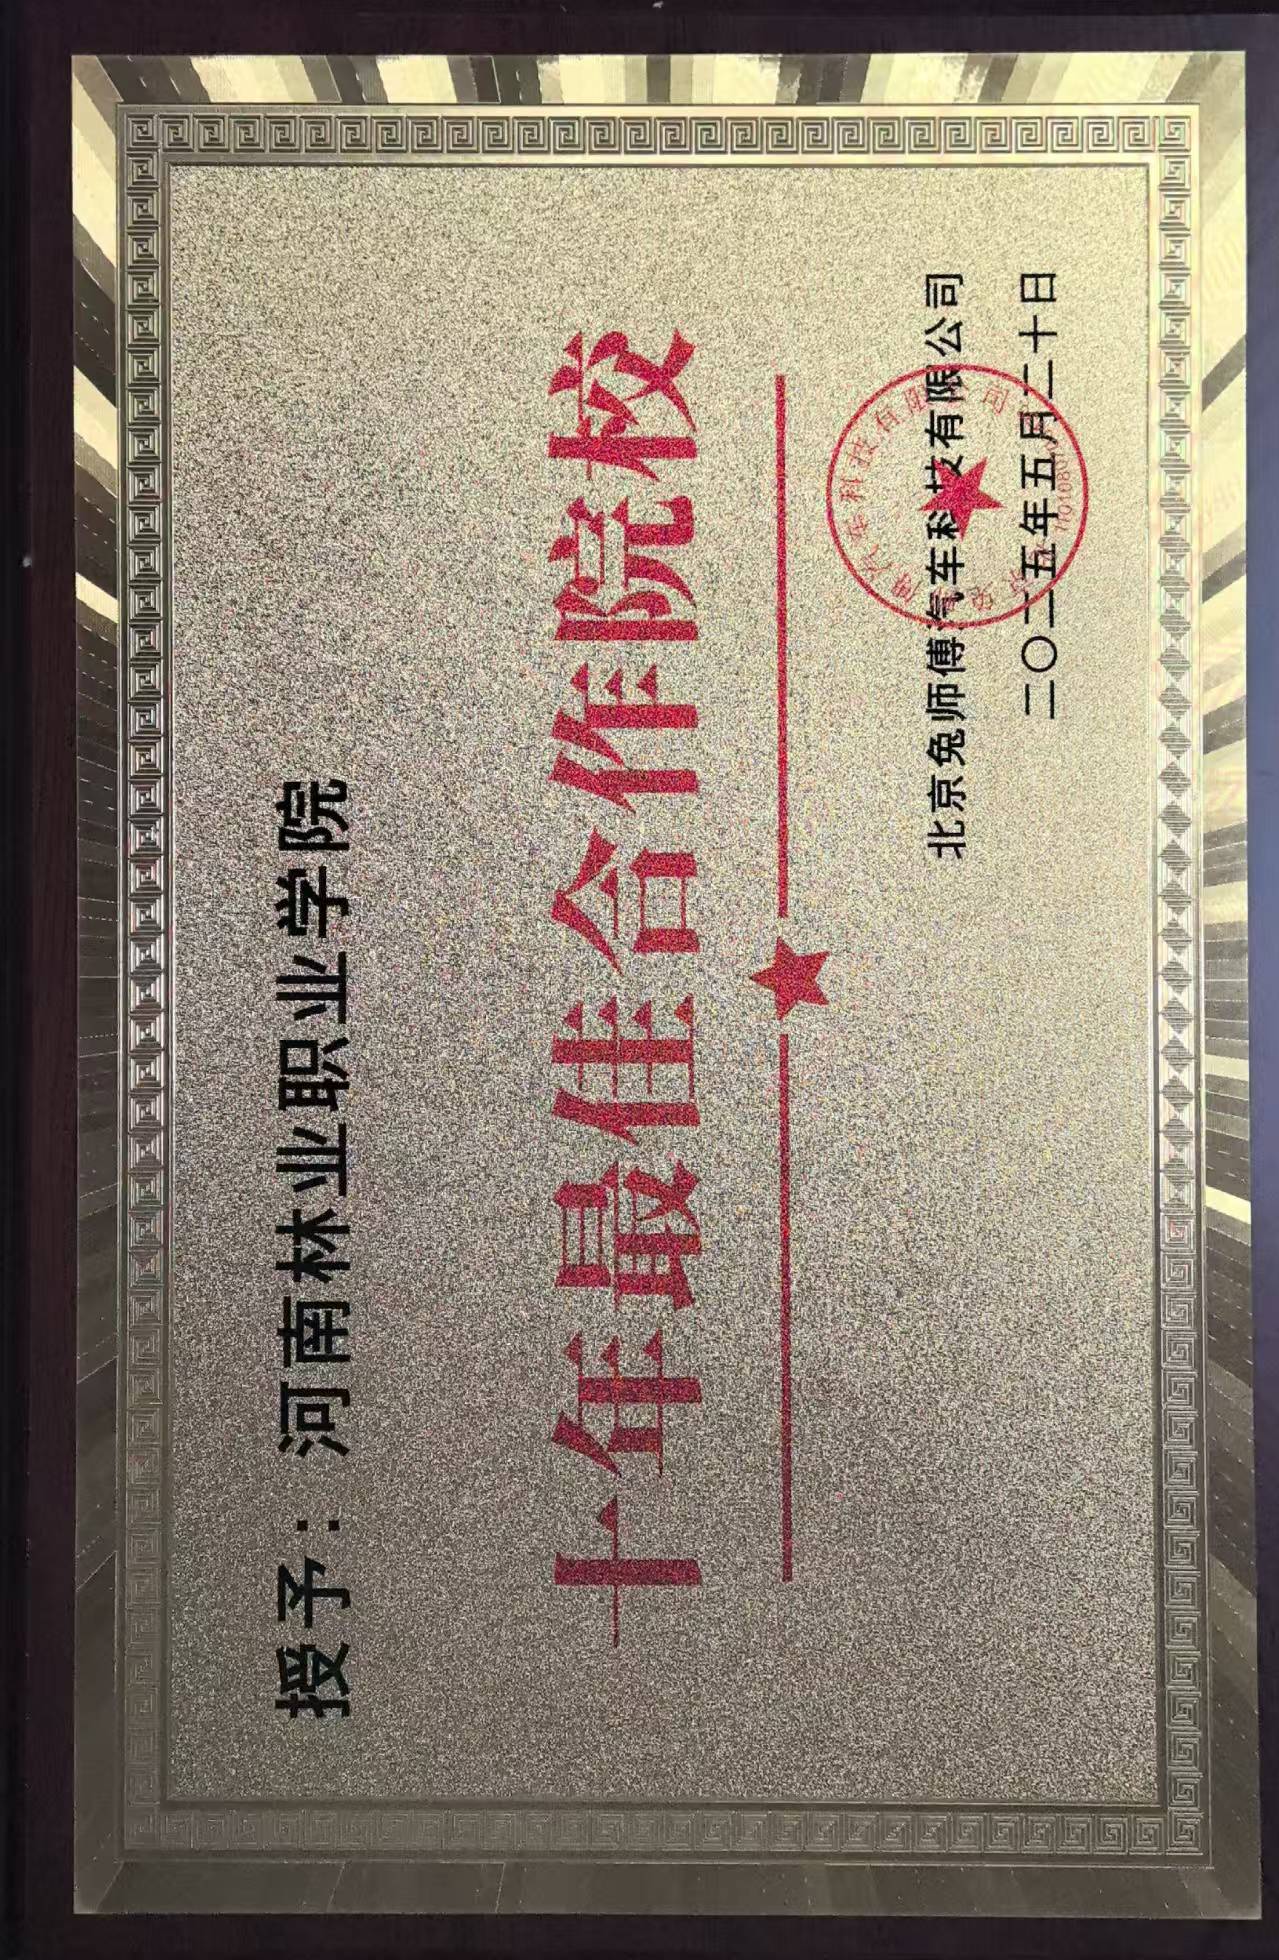 授予：河南林业职业学院
十年最佳合作院校
北京兔师傅汽车科技有限公司
二〇二五年五月二十日